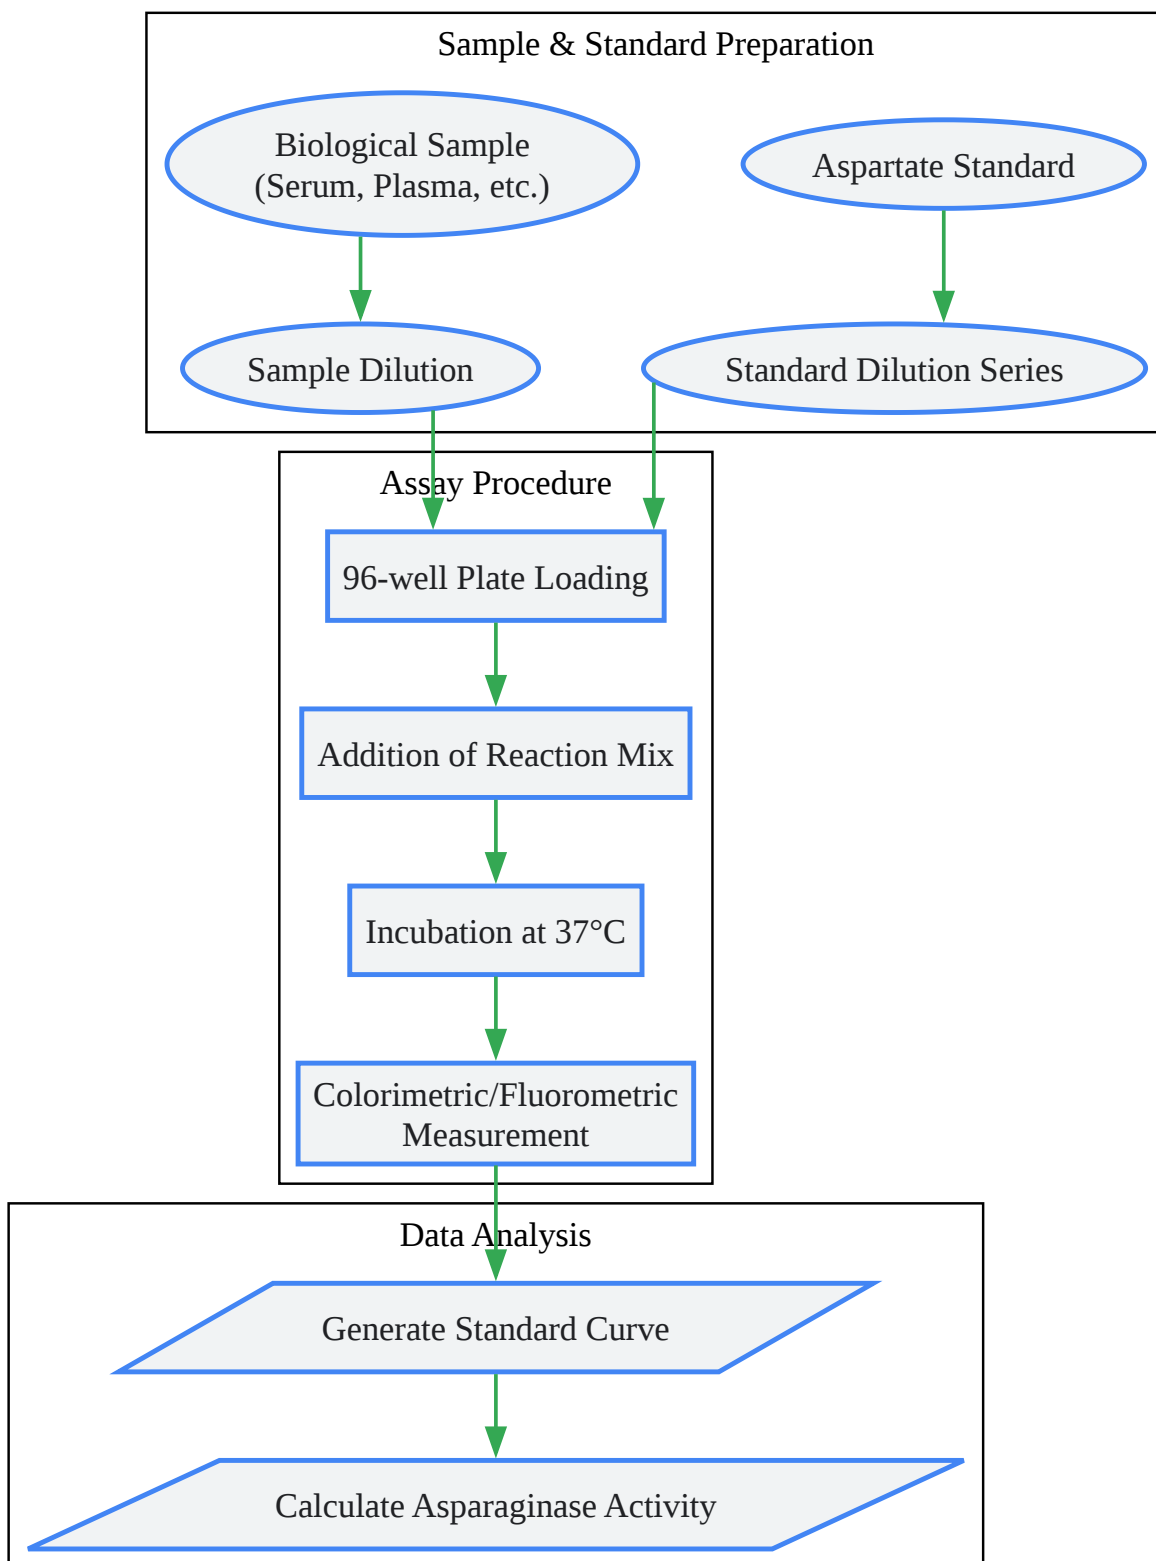 Sample & Standard Preparation
Biological Sample
(Serum, Plasma, etc.)
Aspartate Standard
Sample Dilution
Standard Dilution Series
Assay Procedure
96-well Plate Loading
Addition of Reaction Mix
Incubation at 37°C
Colorimetric/Fluorometric
Measurement
Data Analysis
Generate Standard Curve
Calculate Asparaginase Activity